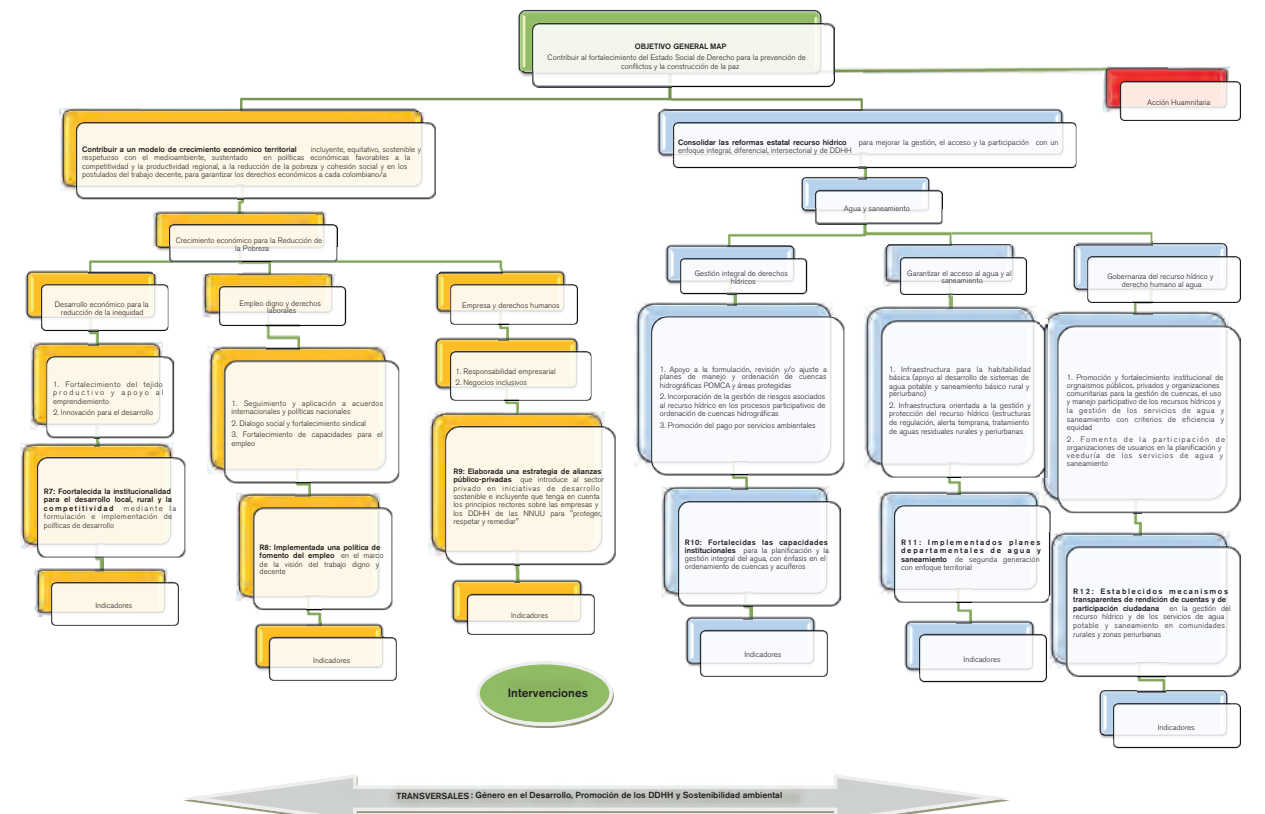 OBJETIVO GENERAL MAP
Contribuir al fortalecimiento del Estado Social de Derecho para la prevención de
conflictos y la construcción de la paz
Acción Huamnitaria
Contribuir a un modelo de crecimiento económico territorial incluyente, equitativo, sostenible y
respetuoso con el medioambiente, sustentado en políticas económicas favorables a la
competitividad y la productividad regional, a la reducción de la pobreza y cohesión social y en los
postulados del trabajo decente, para garantizar los derechos económicos a cada colombiano/a
Consolidar las reformas estatal recurso hídrico para mejorar la gestión, el acceso y la participación con un
enfoque integral, diferencial, intersectorial y de DDHH
Crecimiento económico para la Reducción de
la Pobreza
Agua y saneamiento
Desarrollo económico para la
reducción de la inequidad
Empleo digno y derechos
laborales
Empresa y derechos humanos
Gestión integral de derechos
hídricos
Garantizar el acceso al agua y al
saneamiento
Gobernanza del recurso hídrico y
derecho humano al agua
1. Fortalecimiento del tejido
productivo y apoyo al
emprendimiento
2. Innovación para el desarrollo
1. Seguimiento y aplicación a acuerdos
internacionales y políticas nacionales
2. Dialogo social y fortalecimiento sindical
3. Fortalecimiento de capacidades para el
empleo
1. Responsabilidad empresarial
2. Negocios inclusivos
1. Apoyo a la formulación, revisión y/o ajuste a
planes de manejo y ordenación de cuencas
hidrográficas POMCA y áreas protegidas
2. Incorporación de la gestión de riesgos asociados
al recurso hídrico en los procesos participativos de
ordenación de cuencas hidrográficas
3. Promoción del pago por servicios ambientales
1. Infraestructura para la habitabilidad
básica (apoyo al desarrollo de sistemas de
agua potable y saneamiento básico rural y
periurbano)
2. Infraestructura orientada a la gestión y
protección del recurso hídrico (estructuras
de regulación, alerta temprana, tratamiento
de aguas residuales rurales y periurbanas
1. Promoción y fortalecimiento institucional de
orgnaismos públicos, privados y organizaciones
comunitarias para la gestión de cuencas, el uso
y manejo participativo de los recursos hídricos y
la gestión de los servicios de agua y
saneamiento con criterios de eficiencia y
equidad
2. Fomento de la participación de
organizaciones de usuarios en la planificación y
veeduría de los servicios de agua y
saneamiento
R7: Foortalecida la institucionalidad
para el desarrollo local, rural y la
competitividad mediante la
formulación e implementación de
políticas de desarrollo
R8: Implementada una política de
fomento del empleo en el marco
de la visión del trabajo digno y
decente
R9: Elaborada una estrategia de alianzas
público-privadas que introduce al sector
privado en iniciativas de desarrollo
sostenible e incluyente que tenga en cuenta
los principios rectores sobre las empresas y
los DDHH de las NNUU para "proteger,
respetar y remediar"
R10: Fortalecidas las capacidades
institucionales para la planificación y la
gestión integral del agua, con énfasis en el
ordenamiento de cuencas y acuíferos
R11: Implementados planes
departamentales de agua y
saneamiento de segunda generación
con enfoque territorial
R12: Establecidos mecanismos
transparentes de rendición de cuentas y de
participación ciudadana en la gestión del
recurso hídrico y de los servicios de agua
potable y saneamiento en comunidades
rurales y zonas periurbanas
Indicadores
Indicadores
Indicadores
Indicadores
Indicadores
Indicadores
Intervenciones
TRANSVERSALES: Género en el Desarrollo, Promoción de los DDHH y Sostenibilidad ambiental